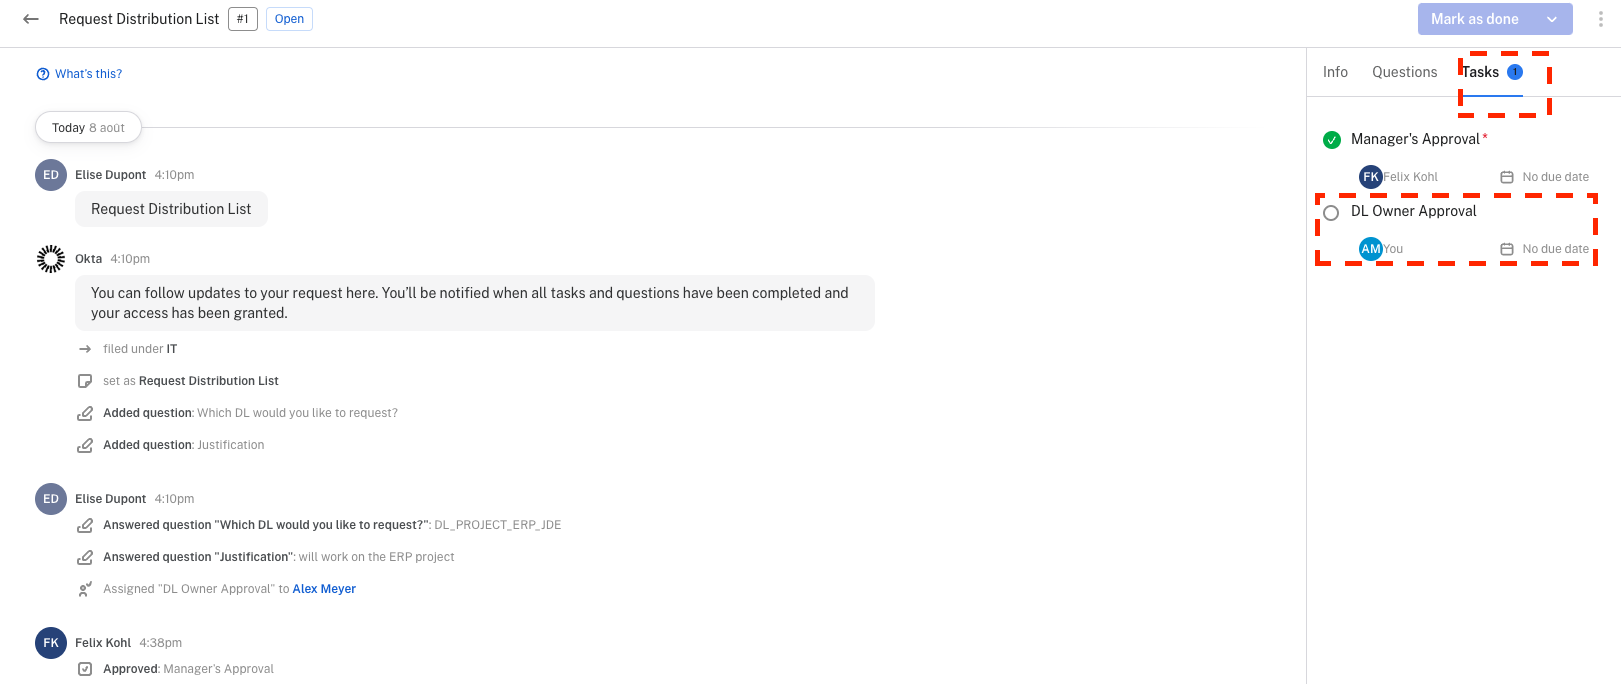 Request Distribution List #1 Open
Mark as done
What's this?
Info Questions Tasks 1
Today 8 août
Manager's Approval *
FK Felix Kohl No due date
DL Owner Approval
AM You No due date
ED Elise Dupont 4:10pm
Request Distribution List
Okta 4:10pm
You can follow updates to your request here. You’ll be notified when all tasks and questions have been completed and
your access has been granted.
filed under IT
set as Request Distribution List
Added question: Which DL would you like to request?
Added question: Justification
ED Elise Dupont 4:10pm
Answered question "Which DL would you like to request?": DL_PROJECT_ERP_JDE
Answered question "Justification": will work on the ERP project
Assigned "DL Owner Approval" to Alex Meyer
FK Felix Kohl 4:38pm
Approved: Manager's Approval